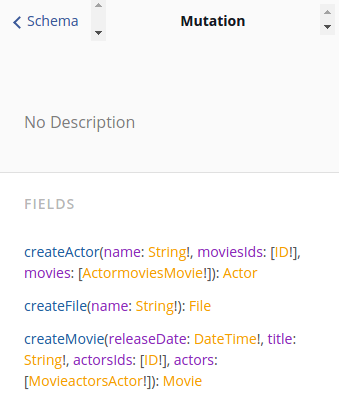 Schema
Mutation
No Description
FIELDS
createActor(name: String!, moviesIds: [ID!],
movies: [ActormoviesMovie!]): Actor
createFile(name: String!): File
createMovie(releaseDate: DateTime!, title:
String!, actorsIds: [ID!], actors:
[MovieactorsActor!]): Movie